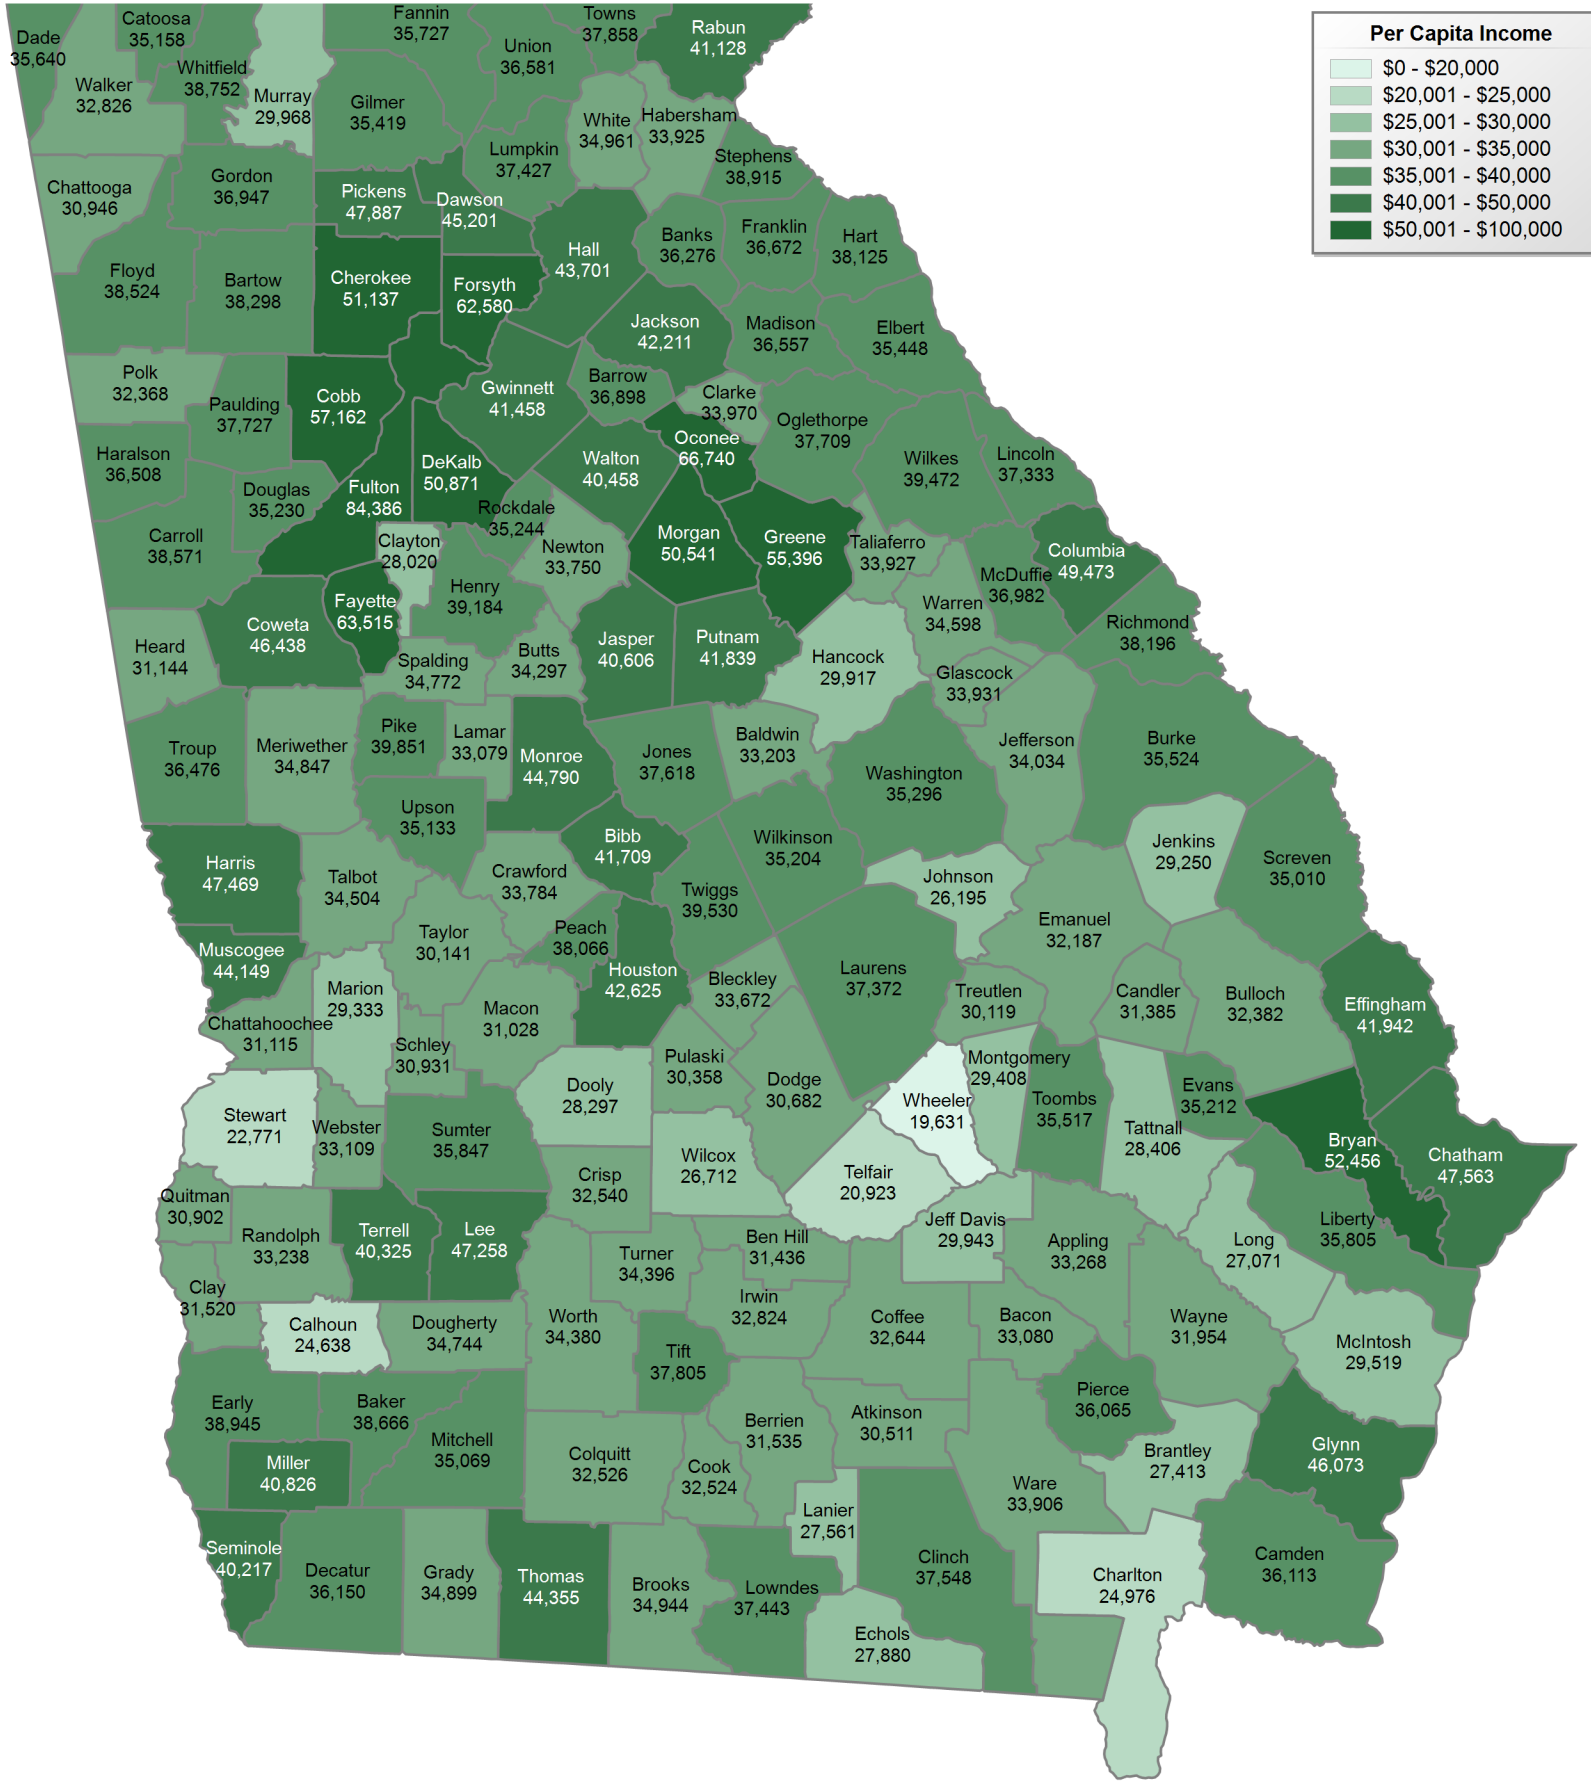 Per Capita Income
$0 - $20,000
$20,001 - $25,000
$25,001 - $30,000
$30,001 - $35,000
$35,001 - $40,000
$40,001 - $50,000
$50,001 - $100,000
Dade
35,640
Catoosa
35,158
Walker
32,826
Whitfield
38,752
Murray
29,968
Fannin
35,727
Gilmer
35,419
Union
36,581
Towns
37,858
Rabun
41,128
White
34,961
Habersham
33,925
Lumpkin
37,427
Stephens
38,915
Chattooga
30,946
Gordon
36,947
Pickens
47,887
Dawson
45,201
Hall
43,701
Banks
36,276
Franklin
36,672
Hart
38,125
Floyd
38,524
Bartow
38,298
Cherokee
51,137
Forsyth
62,580
Jackson
42,211
Madison
36,557
Elbert
35,448
Polk
32,368
Paulding
37,727
Cobb
57,162
Gwinnett
41,458
Barrow
36,898
Clarke
33,970
Oglethorpe
37,709
Haralson
36,508
Douglas
35,230
Fulton
84,386
DeKalb
50,871
Rockdale
35,244
Walton
40,458
Oconee
66,740
Wilkes
39,472
Lincoln
37,333
Carroll
38,571
Clayton
28,020
Henry
39,184
Newton
33,750
Morgan
50,541
Greene
55,396
Taliaferro
33,927
McDuffie
36,982
Columbia
49,473
Heard
31,144
Coweta
46,438
Fayette
63,515
Spalding
34,772
Butts
34,297
Jasper
40,606
Putnam
41,839
Hancock
29,917
Warren
34,598
Glascock
33,931
Richmond
38,196
Troup
36,476
Meriwether
34,847
Pike
39,851
Lamar
33,079
Monroe
44,790
Jones
37,618
Baldwin
33,203
Washington
35,296
Jefferson
34,034
Burke
35,524
Upson
35,133
Harris
47,469
Talbot
34,504
Crawford
33,784
Bibb
41,709
Wilkinson
35,204
Twiggs
39,530
Johnson
26,195
Jenkins
29,250
Screven
35,010
Muscogee
44,149
Taylor
30,141
Peach
38,066
Houston
42,625
Bleckley
33,672
Laurens
37,372
Emanuel
32,187
Treutlen
30,119
Candler
31,385
Bulloch
32,382
Effingham
41,942
Chattahoochee
31,115
Marion
29,333
Schley
30,931
Macon
31,028
Pulaski
30,358
Dodge
30,682
Wheeler
19,631
Montgomery
29,408
Toombs
35,517
Tattnall
28,406
Evans
35,212
Bryan
52,456
Chatham
47,563
Stewart
22,771
Webster
33,109
Sumter
35,847
Dooly
28,297
Crisp
32,540
Wilcox
26,712
Telfair
20,923
Quitman
30,902
Randolph
33,238
Terrell
40,325
Lee
47,258
Turner
34,396
Ben Hill
31,436
Jeff Davis
29,943
Appling
33,268
Long
27,071
Liberty
35,805
Clay
31,520
Calhoun
24,638
Dougherty
34,744
Worth
34,380
Tift
37,805
Irwin
32,824
Coffee
32,644
Bacon
33,080
Wayne
31,954
McIntosh
29,519
Early
38,945
Baker
38,666
Miller
40,826
Mitchell
35,069
Colquitt
32,526
Cook
32,524
Berrien
31,535
Atkinson
30,511
Pierce
36,065
Brantley
27,413
Glynn
46,073
Ware
33,906
Seminole
40,217
Decatur
36,150
Grady
34,899
Thomas
44,355
Brooks
34,944
Lowndes
37,443
Lanier
27,561
Clinch
37,548
Echols
27,880
Charlton
24,976
Camden
36,113